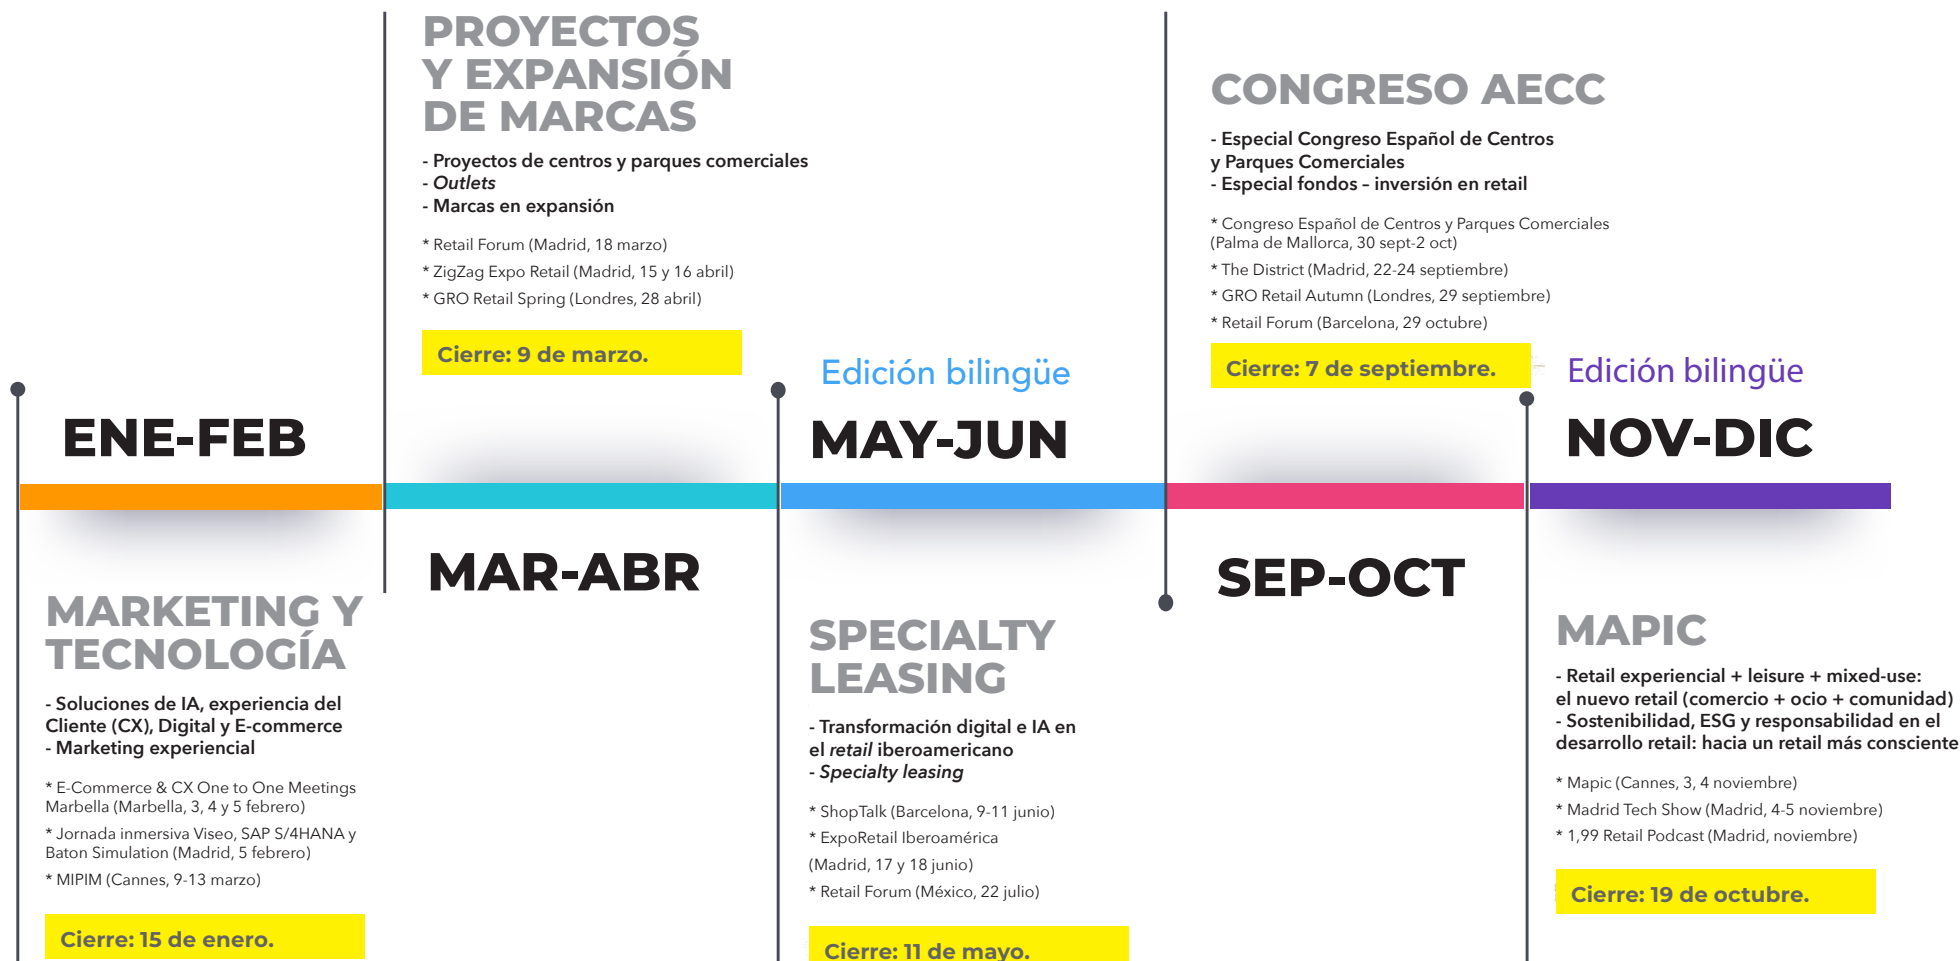 ENE-FEB
MARKETING Y
TECNOLOGÍA
- Soluciones de IA, experiencia del
Cliente (CX), Digital y E-commerce
- Marketing experiencial
* E-Commerce & CX One to One Meetings
Marbella (Marbella, 3, 4 y 5 febrero)
* Jornada inmersiva Viseo, SAP S/4HANA y
Baton Simulation (Madrid, 5 febrero)
* MIPIM (Cannes, 9-13 marzo)
Cierre: 15 de enero.
PROYECTOS
Y EXPANSIÓN
DE MARCAS
- Proyectos de centros y parques comerciales
- Outlets
- Marcas en expansión
* Retail Forum (Madrid, 18 marzo)
* ZigZag Expo Retail (Madrid, 15 y 16 abril)
* GRO Retail Spring (Londres, 28 abril)
Cierre: 9 de marzo.
MAR-ABR
Edición bilingüe
MAY-JUN
SPECIALTY
LEASING
- Transformación digital e IA en
el retail iberoamericano
- Specialty leasing
* ShopTalk (Barcelona, 9-11 junio)
* ExpoRetail Iberoamérica
(Madrid, 17 y 18 junio)
* Retail Forum (México, 22 julio)
Cierre: 11 de mayo.
CONGRESO AECC
- Especial Congreso Español de Centros
y Parques Comerciales
- Especial fondos – inversión en retail
* Congreso Español de Centros y Parques Comerciales
(Palma de Mallorca, 30 sept-2 oct)
* The District (Madrid, 22-24 septiembre)
* GRO Retail Autumn (Londres, 29 septiembre)
* Retail Forum (Barcelona, 29 octubre)
Cierre: 7 de septiembre.
SEP-OCT
Edición bilingüe
NOV-DIC
MAPIC
- Retail experiencial + leisure + mixed-use:
el nuevo retail (comercio + ocio + comunidad)
- Sostenibilidad, ESG y responsabilidad en el
desarrollo retail: hacia un retail más consciente
* Mapic (Cannes, 3, 4 noviembre)
* Madrid Tech Show (Madrid, 4-5 noviembre)
* 1,99 Retail Podcast (Madrid, noviembre)
Cierre: 19 de octubre.